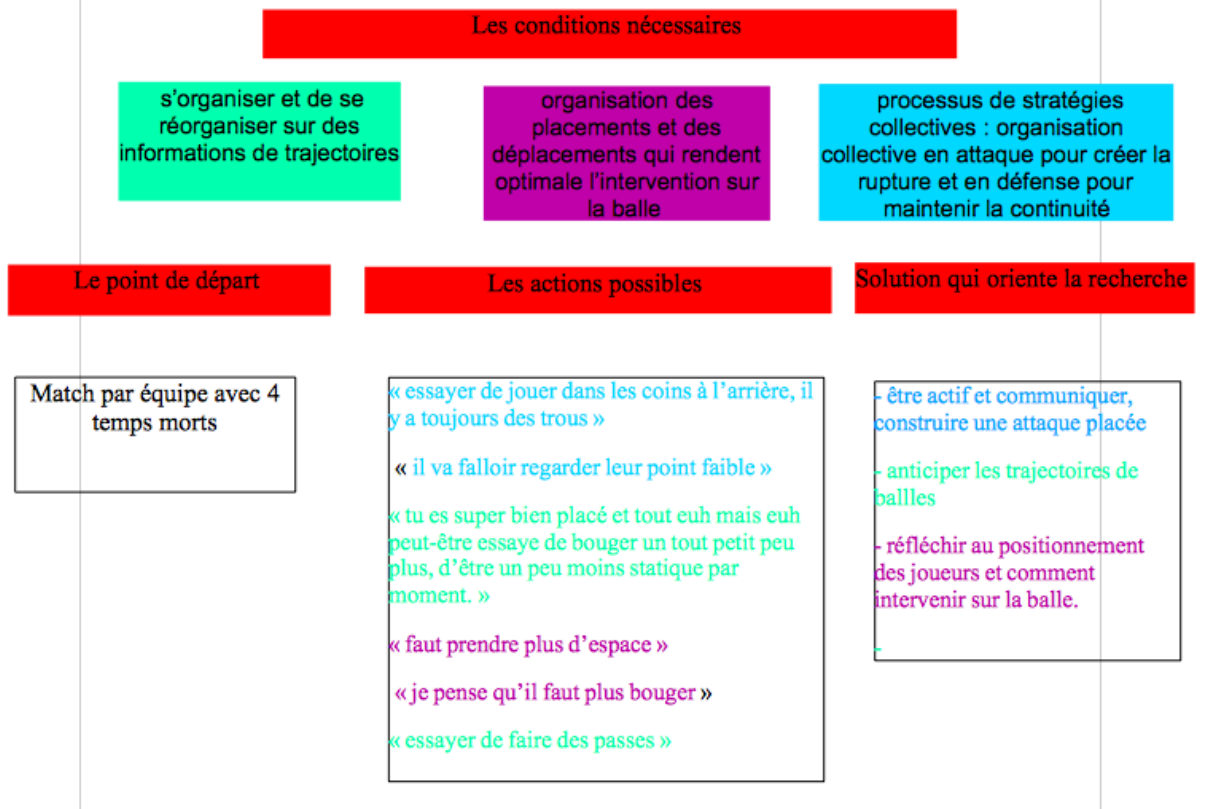 Les conditions nécessaires
s'organiser et de se
réorganiser sur des
informations de trajectoires
organisation des
placements et des
déplacements qui rendent
optimale l'intervention sur
la balle
processus de stratégies
collectives : organisation
collective en attaque pour créer la
rupture et en défense pour
maintenir la continuité
Le point de départ
Les actions possibles
Solution qui oriente la recherche
Match par équipe avec 4
temps morts
« essayer de jouer dans les coins à l'arrière, il
y a toujours des trous »
« il va falloir regarder leur point faible »
« tu es super bien placé et tout euh mais euh
peut-être essaye de bouger un tout petit peu
plus, d'être un peu moins statique par
moment. »
« faut prendre plus d'espace »
« je pense qu'il faut plus bouger »
« essayer de faire des passes »
- être actif et communiquer,
construire une attaque placée
- anticiper les trajectoires de
ballles
- réfléchir au positionnement
des joueurs et comment
intervenir sur la balle.
-